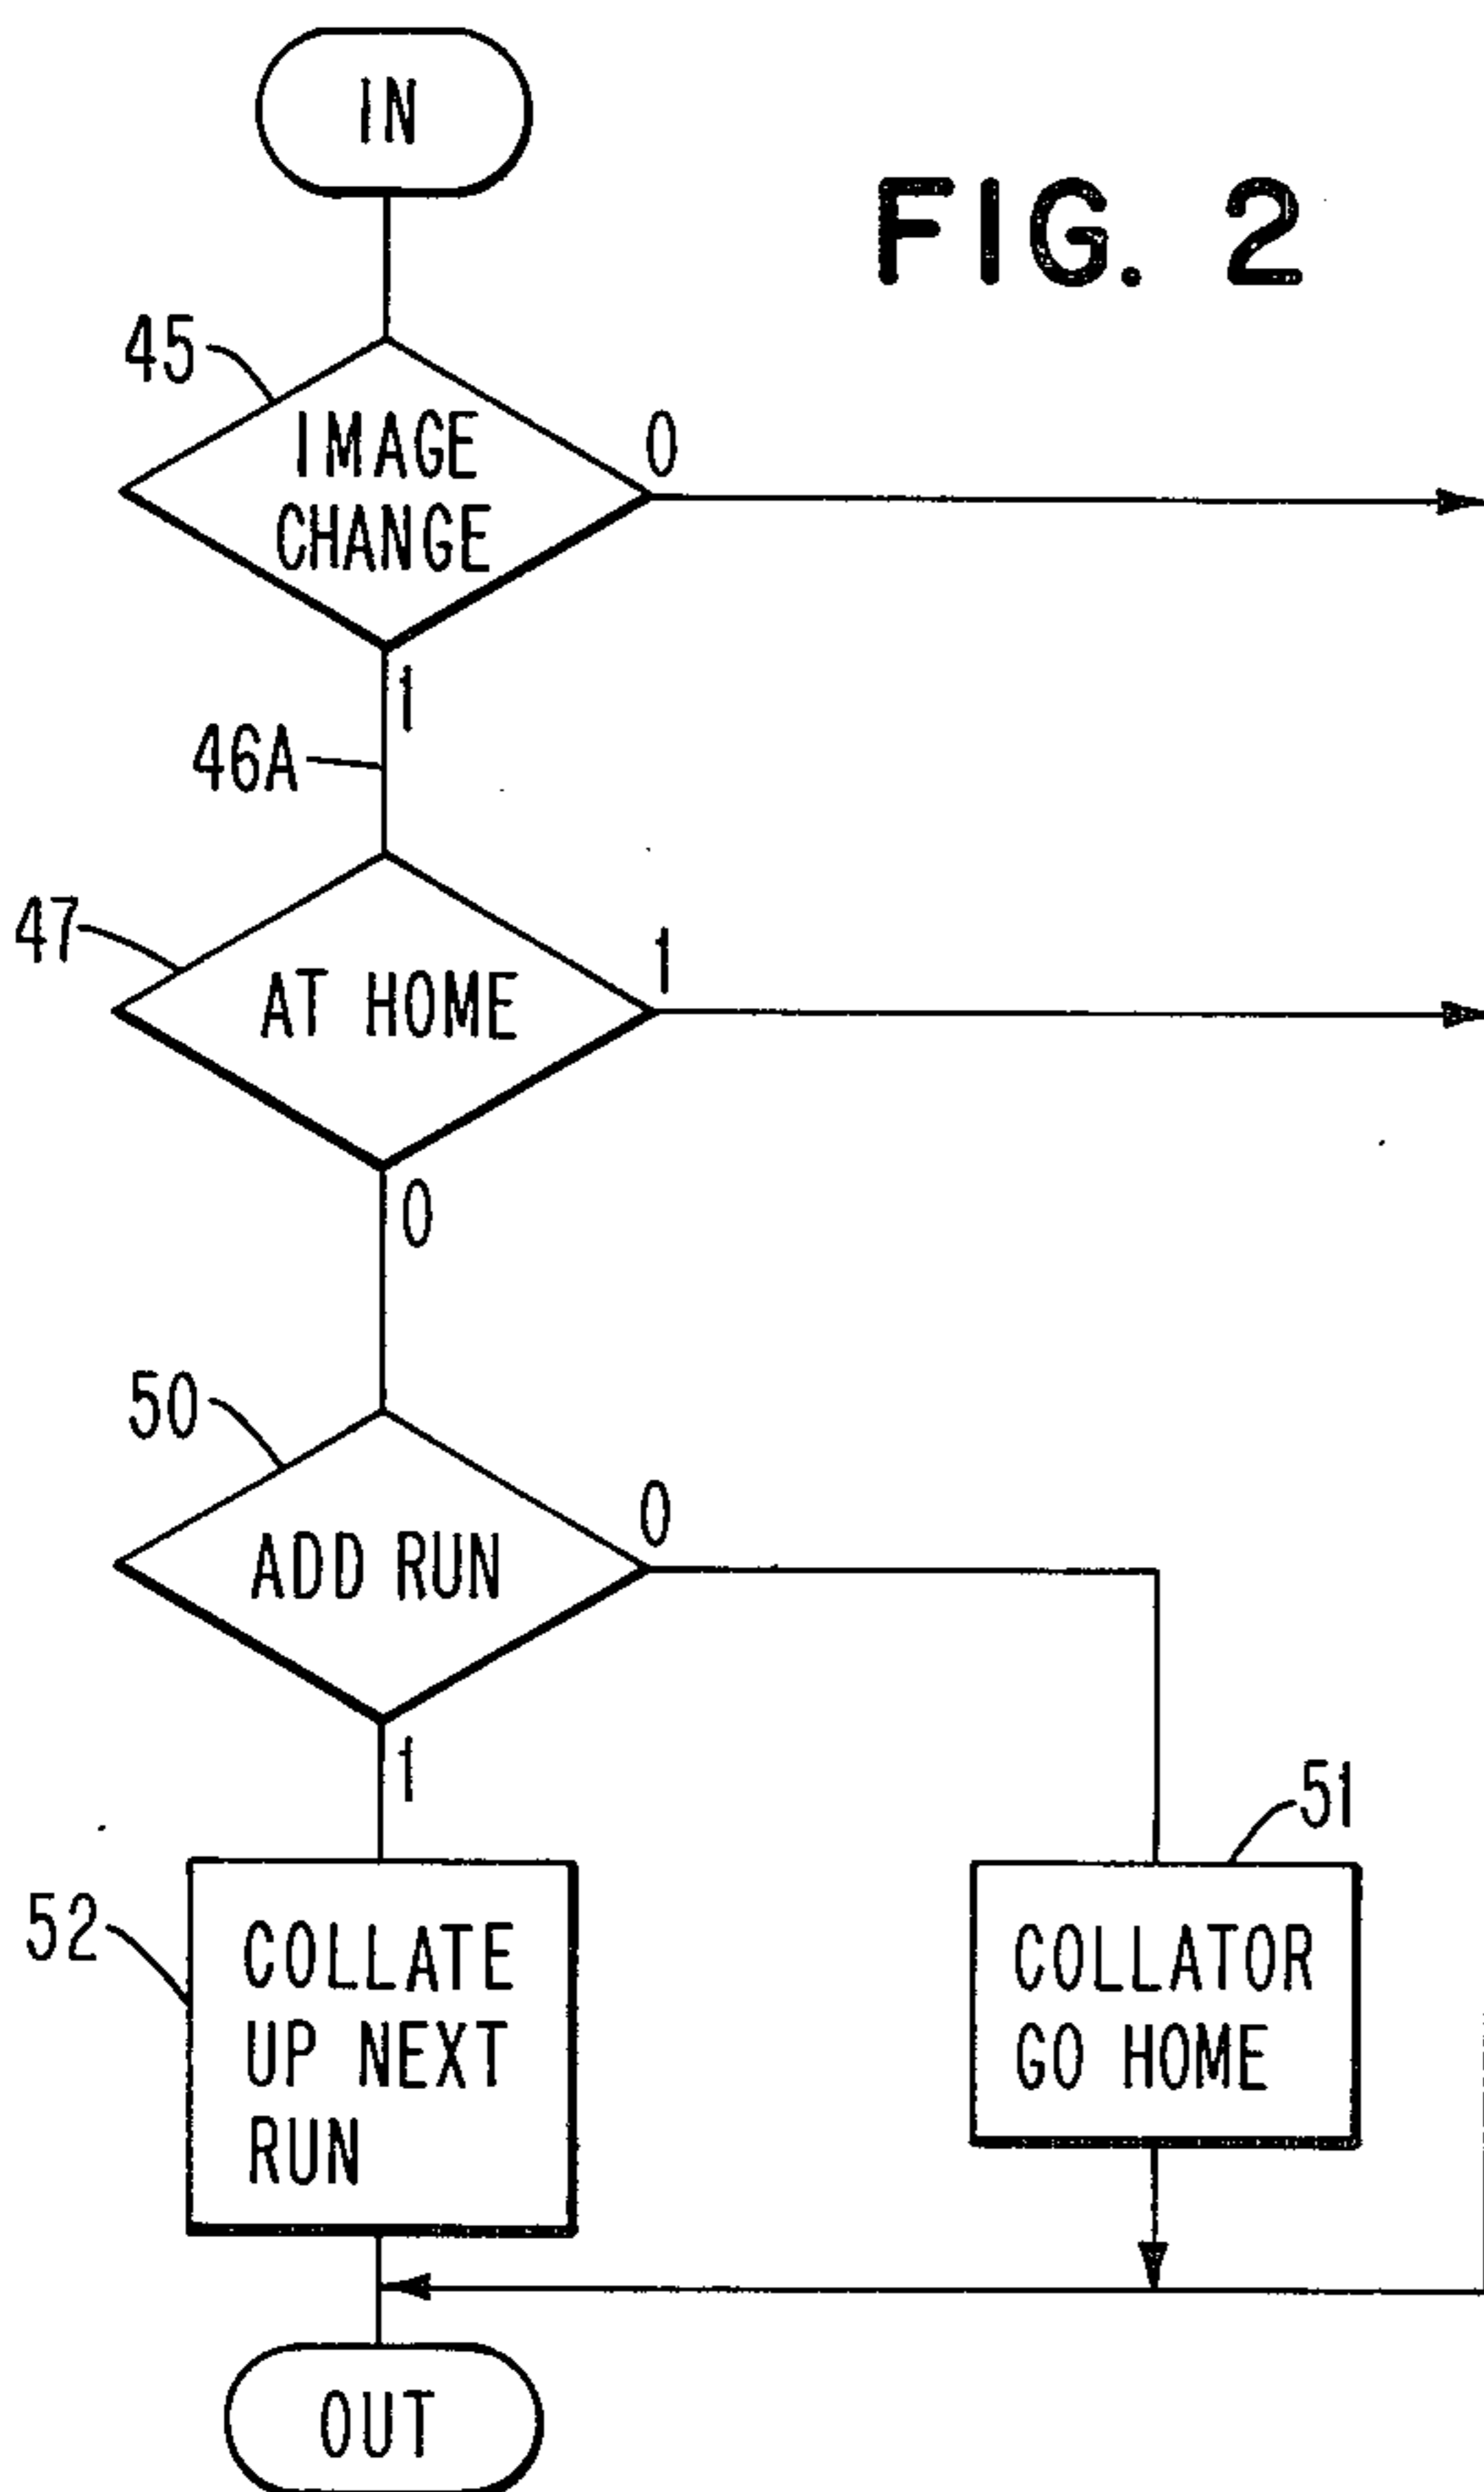 IN
FIG. 2
45
IMAGE
CHANGE
0
1
46A
47
AT HOME
1
0
50
ADD RUN
0
1
51
52
COLLATE
UP NEXT
RUN
COLLATOR
GO HOME
OUT